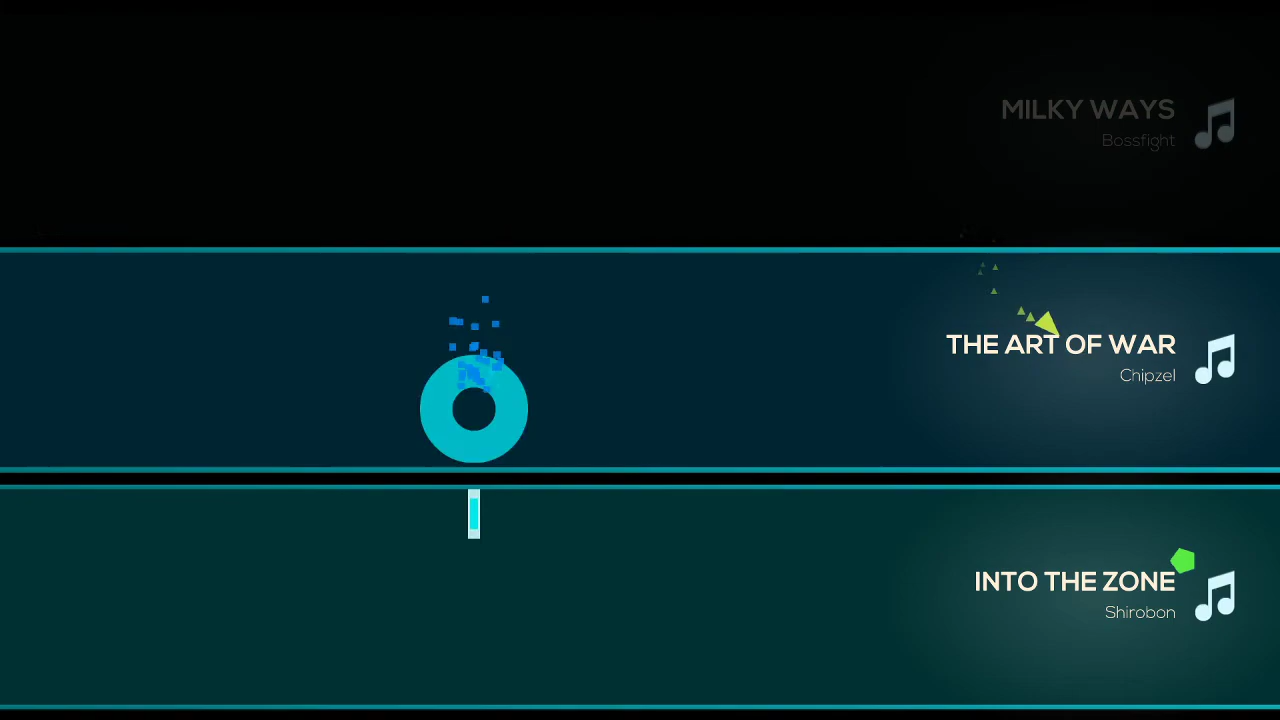 MILKY WAYS
Bossfight
THE ART OF WAR
Chipzel
INTO THE ZONE
Shirobon